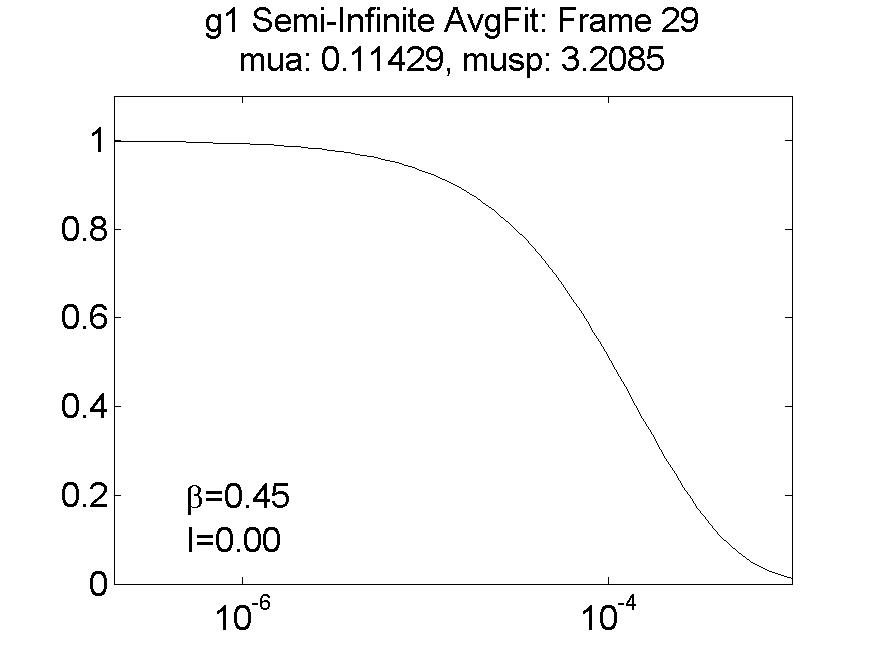 g1 Semi-Infinite AvgFit: Frame 29
mua: 0.11429, musp: 3.2085
1
0.8
0.6
0.4
0.2
0
β=0.45
I=0.00
10^-6
10^-4